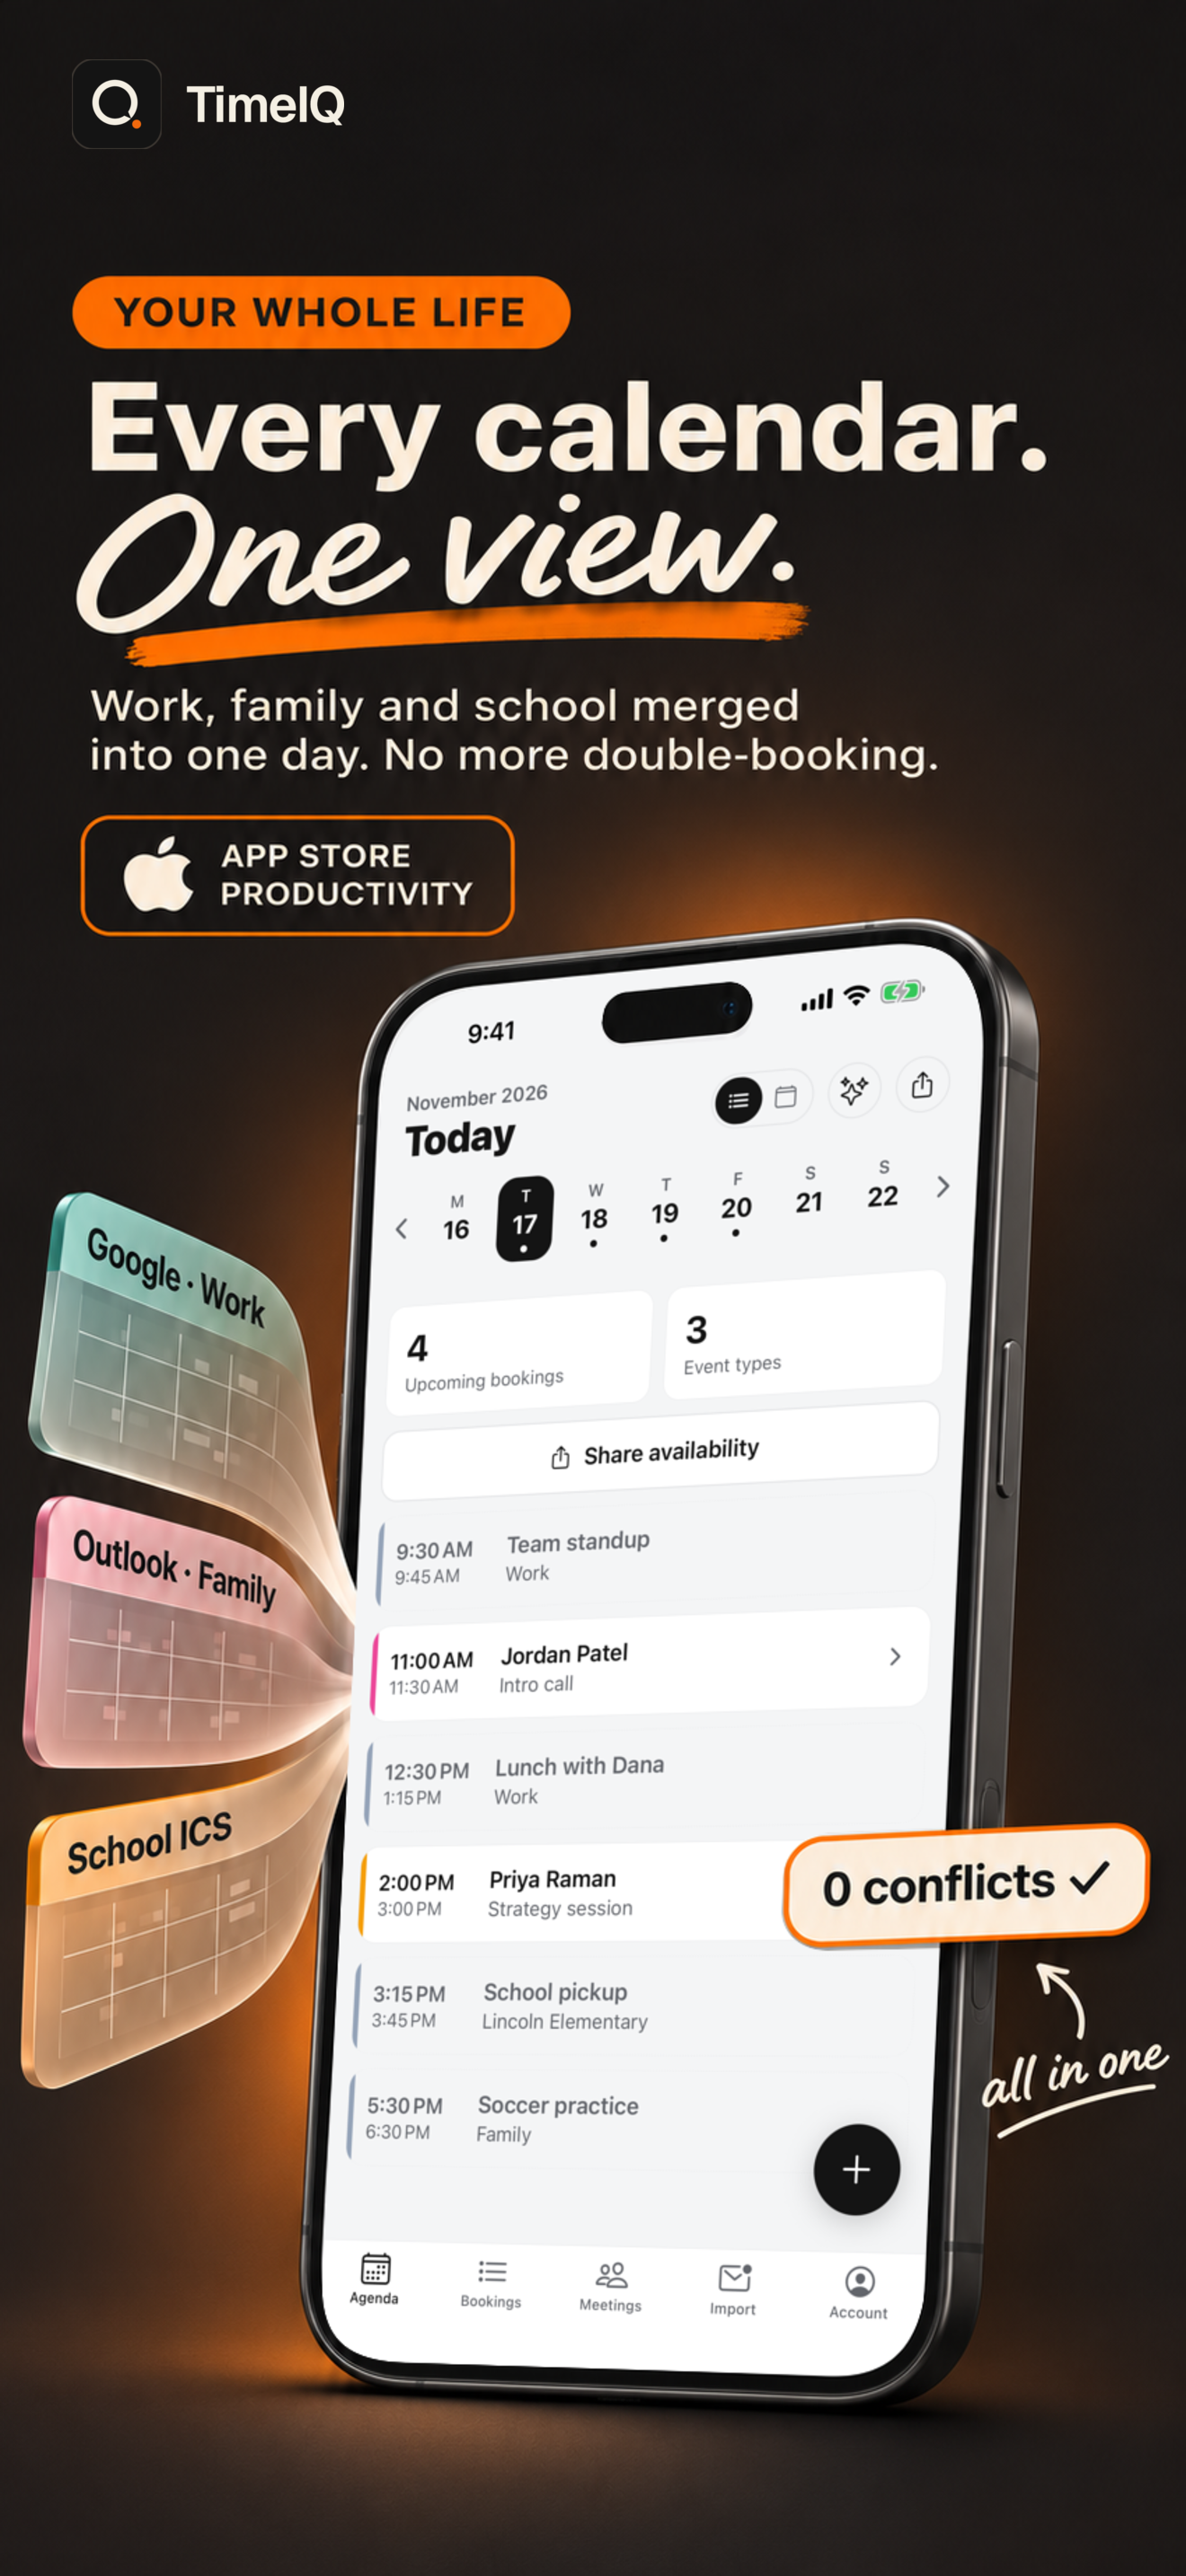 TimeIQ
YOUR WHOLE LIFE
Every calendar.
One view.
Work, family and school merged
into one day. No more double-booking.
APP STORE
PRODUCTIVITY
9:41
November 2026
Today
M T W T F S S
16 17 18 19 20 21 22
4
Upcoming bookings
3
Event types
Share availability
Google · Work
Outlook · Family
School ICS
9:30 AM Team standup
9:45 AM Work
11:00 AM Jordan Patel
11:30 AM Intro call
12:30 PM Lunch with Dana
1:15 PM Work
2:00 PM Priya Raman
3:00 PM Strategy session
0 conflicts ✓
all in one
3:15 PM School pickup
3:45 PM Lincoln Elementary
5:30 PM Soccer practice
6:30 PM Family
Agenda Bookings Meetings Import Account